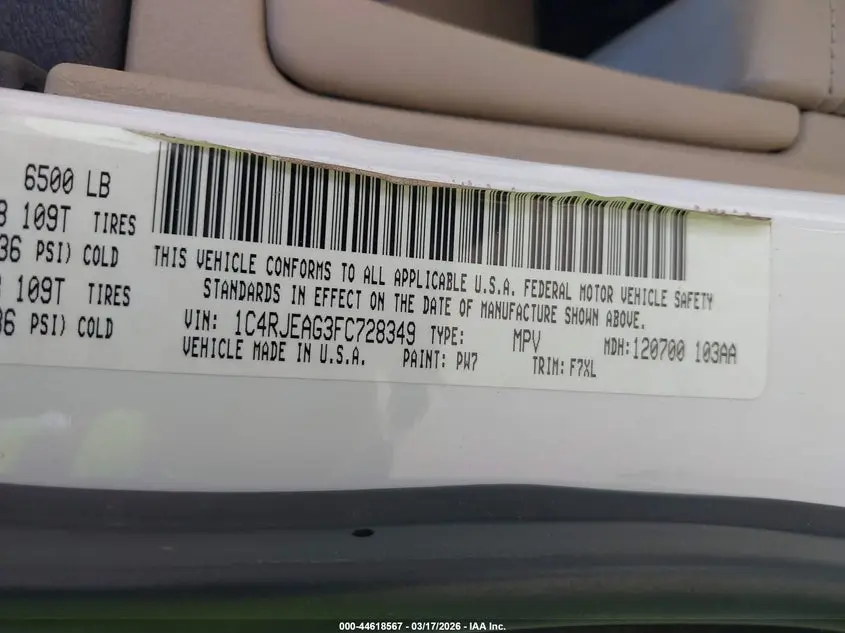 6500 LB
109T TIRES
36 PSI) COLD
109T TIRES
36 PSI) COLD
THIS VEHICLE CONFORMS TO ALL APPLICABLE U.S.A. FEDERAL MOTOR VEHICLE SAFETY
STANDARDS IN EFFECT ON THE DATE OF MANUFACTURE SHOWN ABOVE.
VIN: 1C4RJEAG3FC728349 TYPE: MPV MDH: 120700 103AA
VEHICLE MADE IN U.S.A. PAINT: PW7 TRIM: F7XL
000-44618567 — 03/17/2026 — IAA Inc.